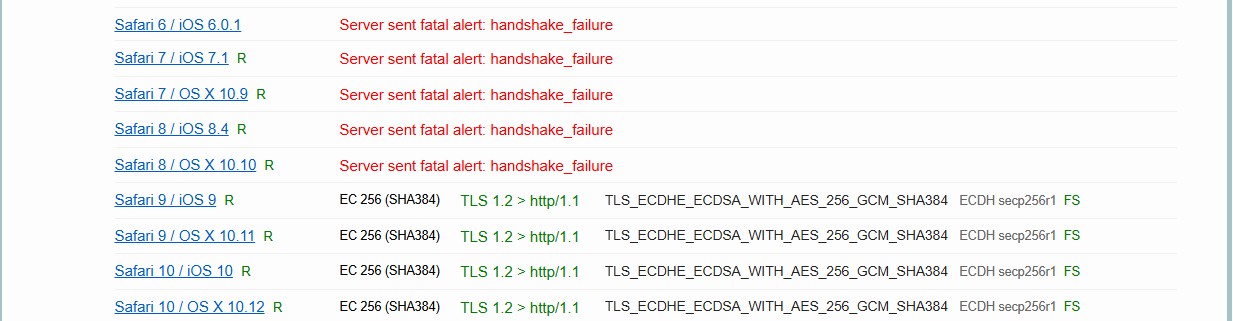 Safari 6 / iOS 6.0.1 Server sent fatal alert: handshake_failure
Safari 7 / iOS 7.1 R Server sent fatal alert: handshake_failure
Safari 7 / OS X 10.9 R Server sent fatal alert: handshake_failure
Safari 8 / iOS 8.4 R Server sent fatal alert: handshake_failure
Safari 8 / OS X 10.10 R Server sent fatal alert: handshake_failure
Safari 9 / iOS 9 R EC 256 (SHA384) TLS 1.2 > http/1.1 TLS_ECDHE_ECDSA_WITH_AES_256_GCM_SHA384 ECDH secp256r1 FS
Safari 9 / OS X 10.11 R EC 256 (SHA384) TLS 1.2 > http/1.1 TLS_ECDHE_ECDSA_WITH_AES_256_GCM_SHA384 ECDH secp256r1 FS
Safari 10 / iOS 10 R EC 256 (SHA384) TLS 1.2 > http/1.1 TLS_ECDHE_ECDSA_WITH_AES_256_GCM_SHA384 ECDH secp256r1 FS
Safari 10 / OS X 10.12 R EC 256 (SHA384) TLS 1.2 > http/1.1 TLS_ECDHE_ECDSA_WITH_AES_256_GCM_SHA384 ECDH secp256r1 FS